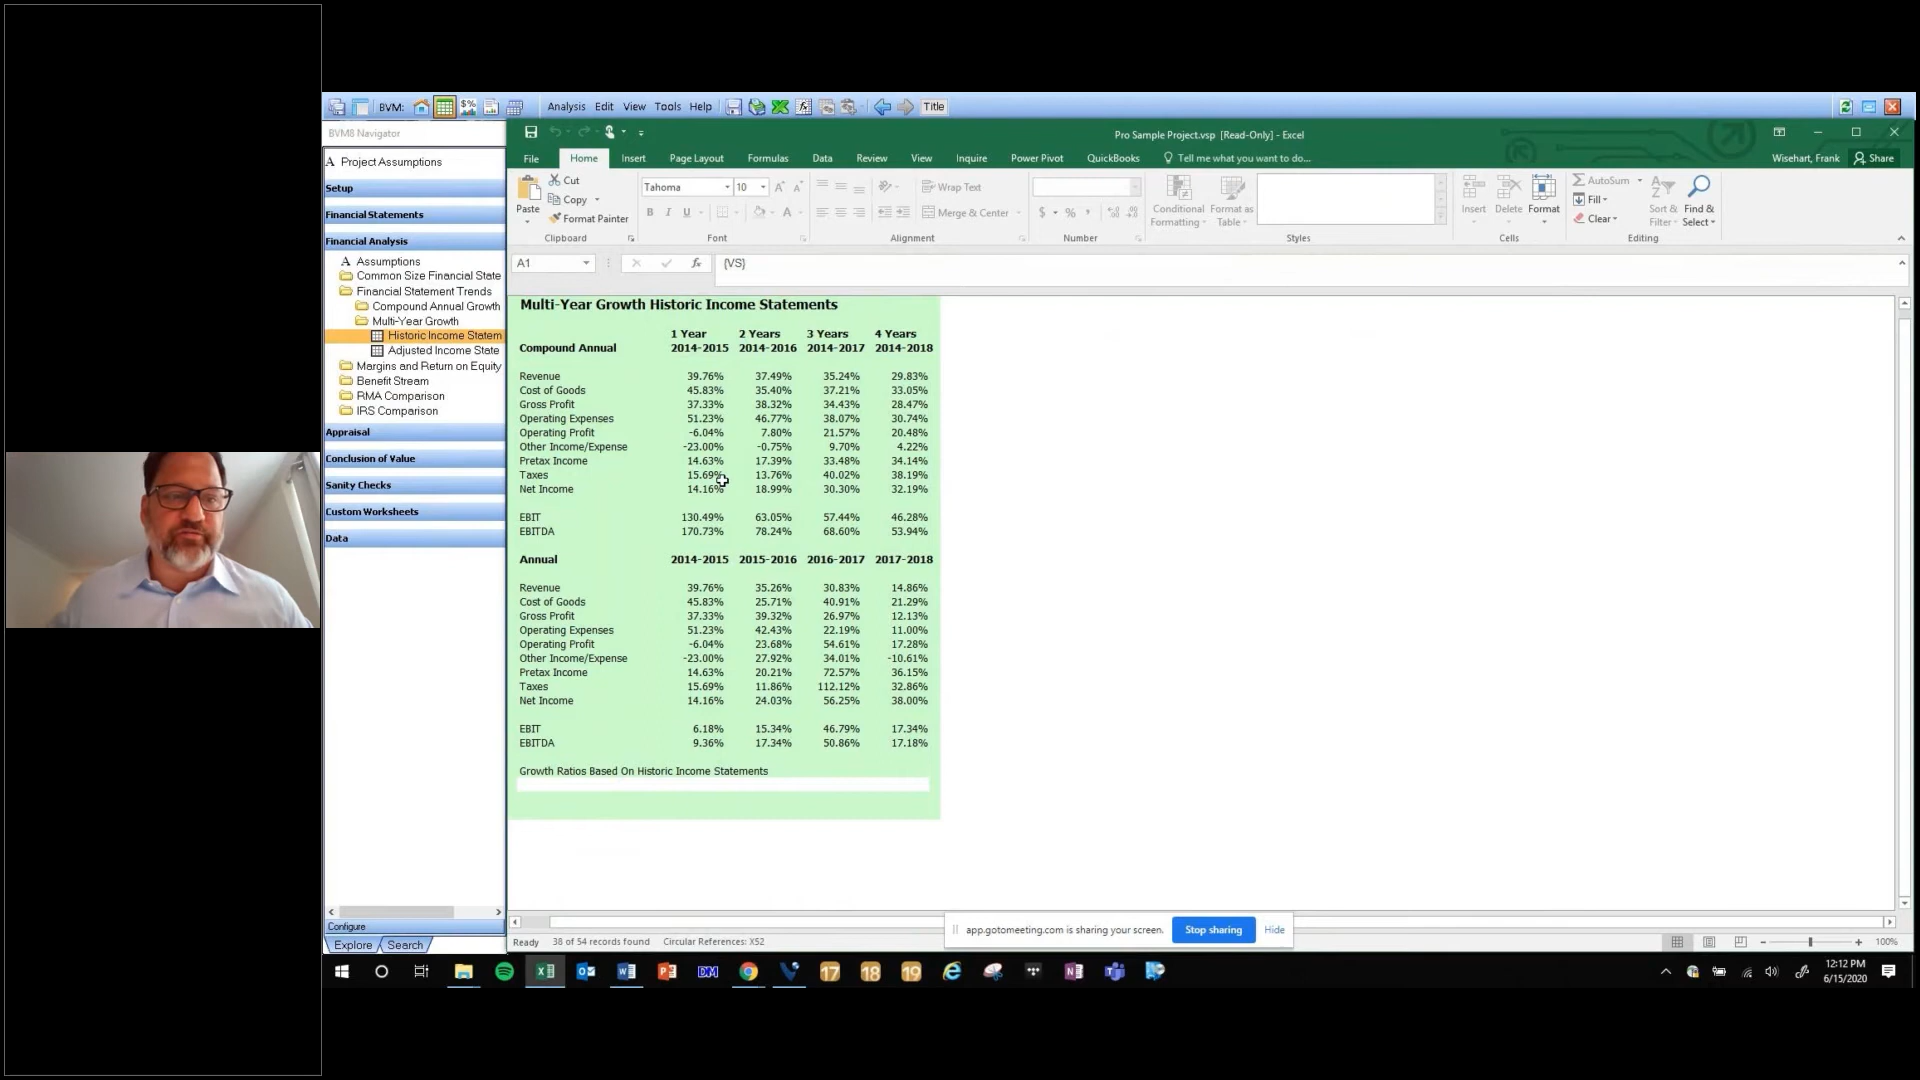 BVM: Analysis Edit View Tools Help Title
BVM8 Navigator
A Project Assumptions
Setup
Financial Statements
Financial Analysis
A Assumptions
Common Size Financial State
Financial Statement Trends
Compound Annual Growth
Multi-Year Growth
Historic Income Statem
Adjusted Income State
Margins and Return on Equity
Benefit Stream
RMA Comparison
IRS Comparison
Appraisal
Conclusion of Value
Sanity Checks
Custom Worksheets
Data
Configure
Explore Search
Pro Sample Project.vsp [Read-Only] - Excel
File Home Insert Page Layout Formulas Data Review View Inquire Power Pivot QuickBooks Tell me what you want to do... Wisehart, Frank Share
Paste
Cut
Copy
Format Painter
Clipboard
Tahoma 10
B I U
Font
Wrap Text
Merge & Center
Alignment
$ % ,
Number
Conditional Formatting
Format as Table
Styles
Insert Delete Format
Cells
AutoSum
Fill
Clear
Sort & Filter
Find & Select
Editing
A1 fx {VS}
Multi-Year Growth Historic Income Statements
1 Year 2 Years 3 Years 4 Years
Compound Annual 2014-2015 2014-2016 2014-2017 2014-2018
Revenue 39.76% 37.49% 35.24% 29.83%
Cost of Goods 45.83% 35.40% 37.21% 33.05%
Gross Profit 37.33% 38.32% 34.43% 28.47%
Operating Expenses 51.23% 46.77% 38.07% 30.74%
Operating Profit -6.04% 7.80% 21.57% 20.48%
Other Income/Expense -23.00% -0.75% 9.70% 4.22%
Pretax Income 14.63% 17.39% 33.48% 34.14%
Taxes 15.69% 13.76% 40.02% 38.19%
Net Income 14.16% 18.99% 30.30% 32.19%
EBIT 130.49% 63.05% 57.44% 46.28%
EBITDA 170.73% 78.24% 68.60% 53.94%
Annual 2014-2015 2015-2016 2016-2017 2017-2018
Revenue 39.76% 35.26% 30.83% 14.86%
Cost of Goods 45.83% 25.71% 40.91% 21.29%
Gross Profit 37.33% 39.32% 26.97% 12.13%
Operating Expenses 51.23% 42.43% 22.19% 11.00%
Operating Profit -6.04% 23.68% 54.61% 17.28%
Other Income/Expense -23.00% 27.92% 34.01% -10.61%
Pretax Income 14.63% 20.21% 72.57% 36.15%
Taxes 15.69% 11.86% 112.12% 32.86%
Net Income 14.16% 24.03% 56.25% 38.00%
EBIT 6.18% 15.34% 46.79% 17.34%
EBITDA 9.36% 17.34% 50.86% 17.18%
Growth Ratios Based On Historic Income Statements
app.gotomeeting.com is sharing your screen. Stop sharing Hide
Ready 38 of 54 records found Circular References: X52 100%
DM 17 18 19
12:12 PM
6/15/2020